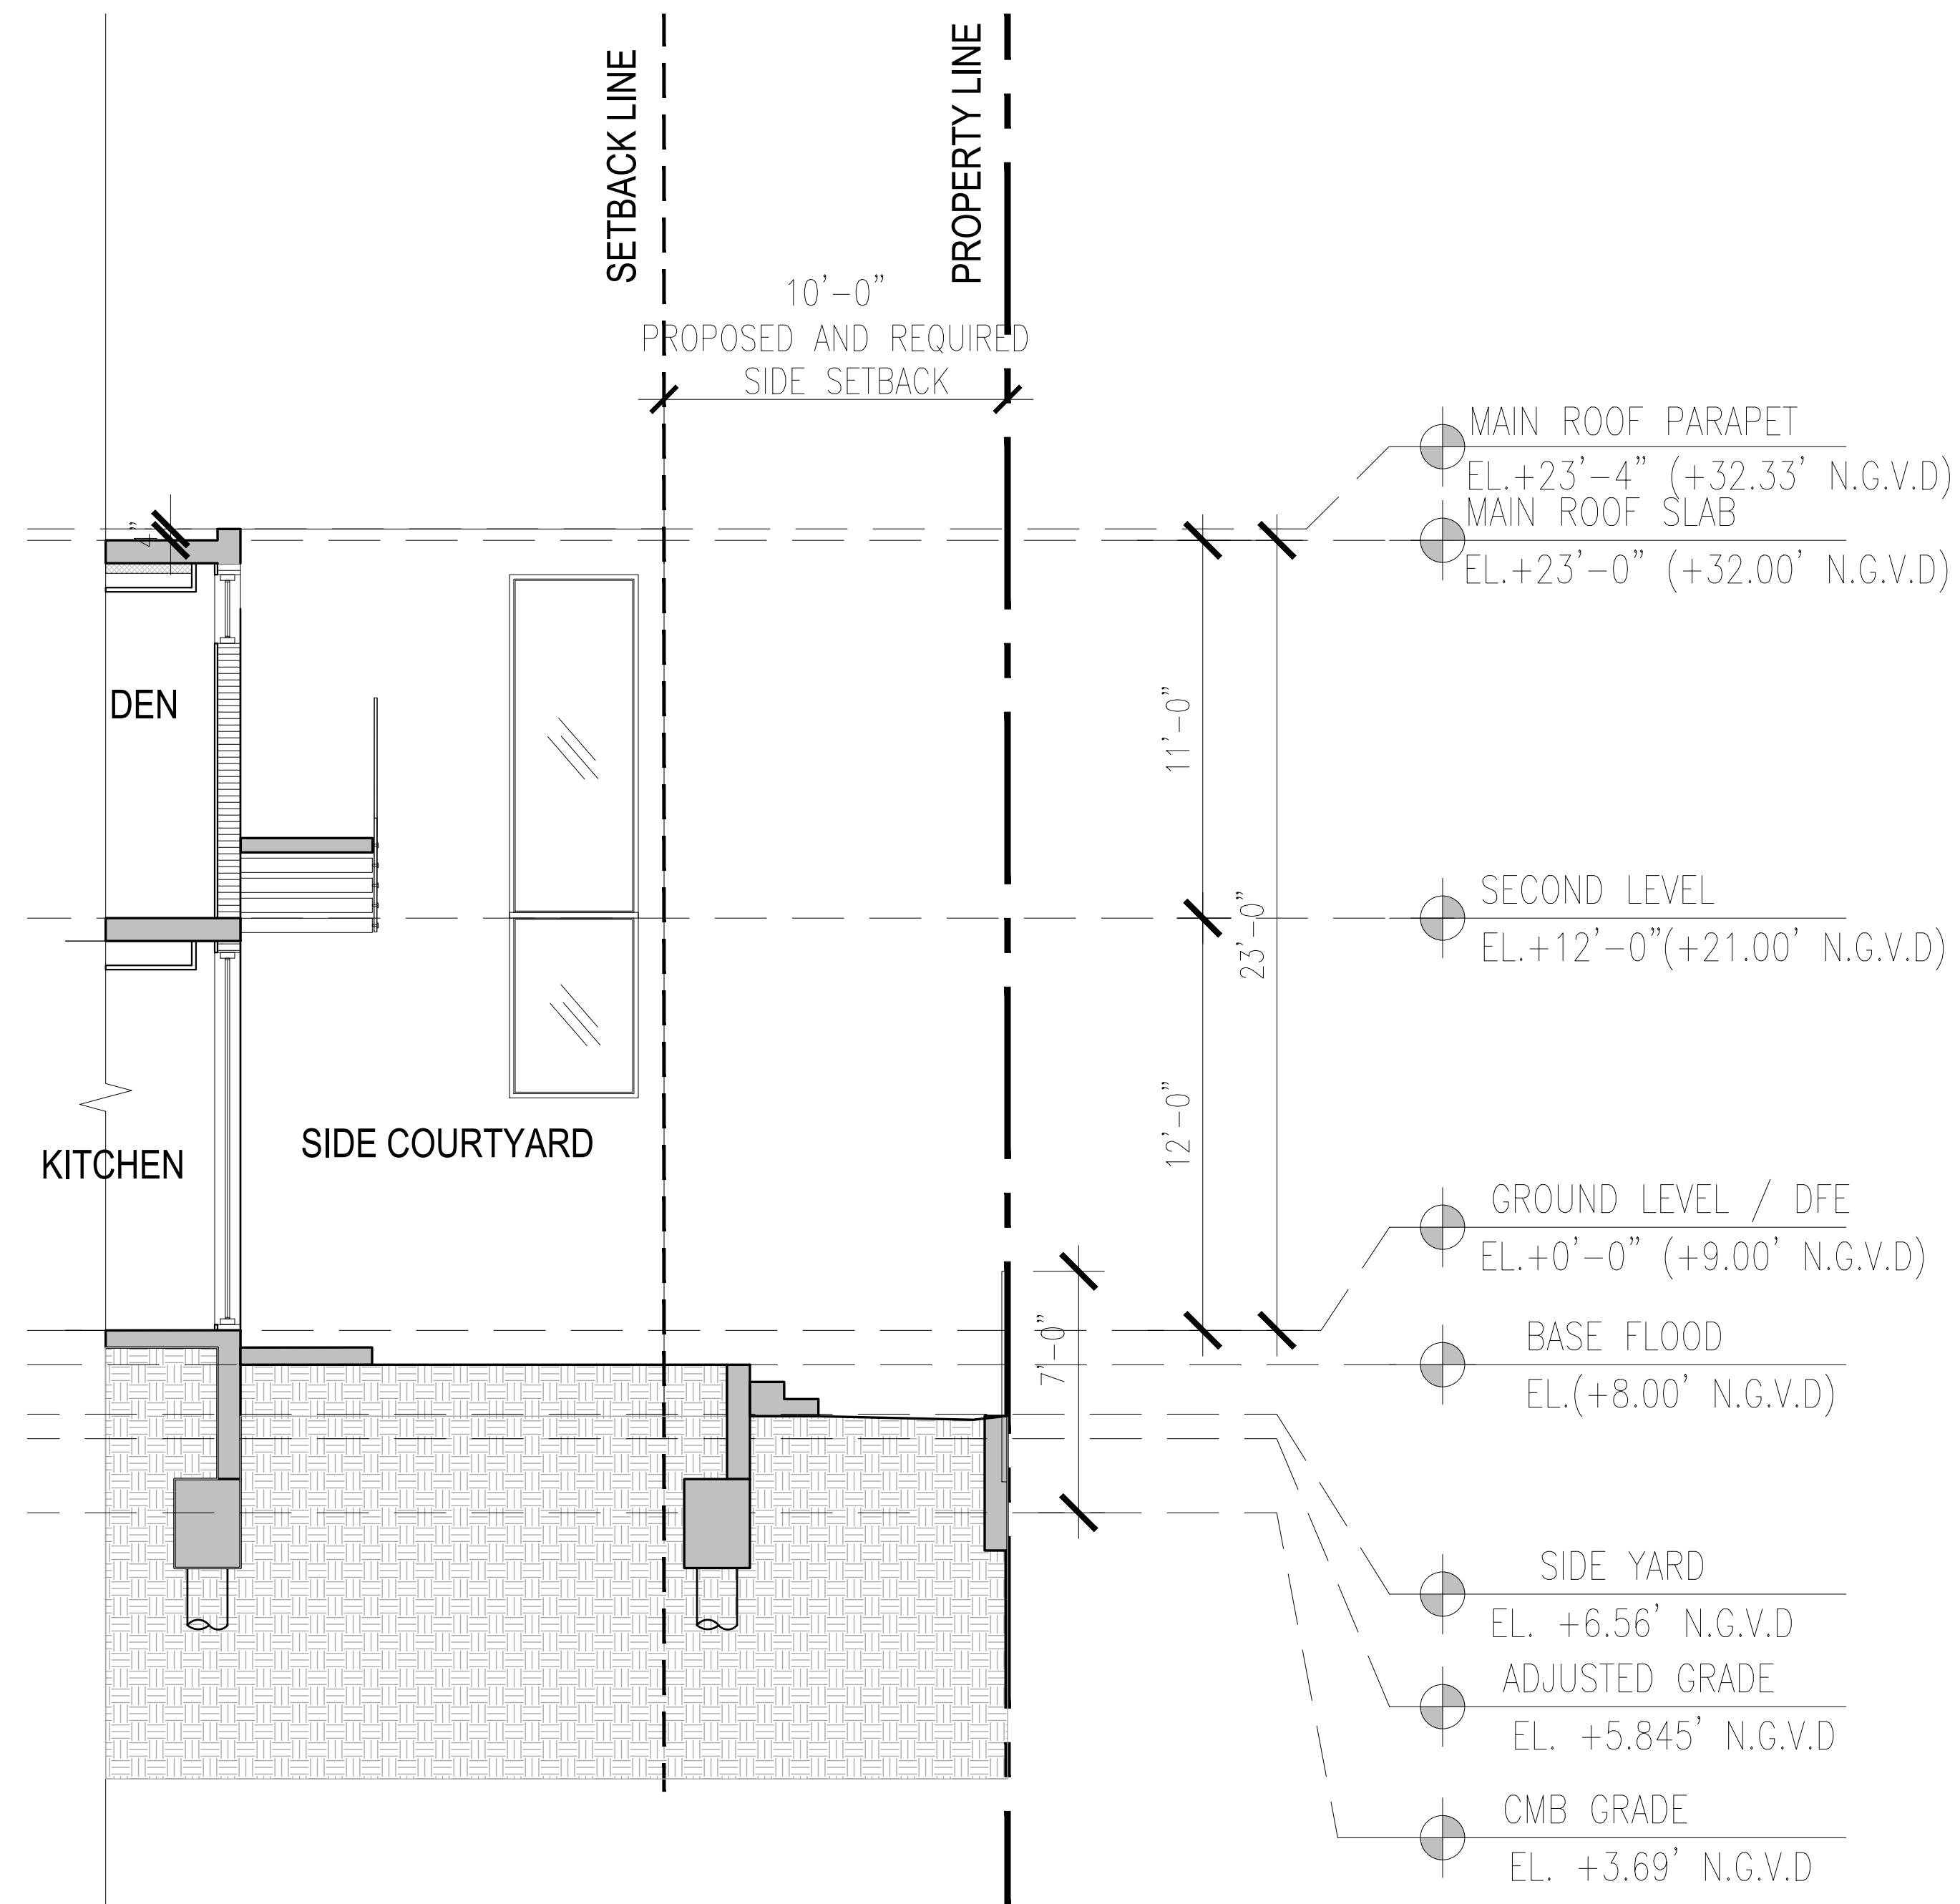 SETBACK LINE
PROPERTY LINE
10'-0"
PROPOSED AND REQUIRED
SIDE SETBACK
MAIN ROOF PARAPET
EL.+23'-4" (+32.33' N.G.V.D)
MAIN ROOF SLAB
EL.+23'-0" (+32.00' N.G.V.D)
4"
DEN
11'-0"
SECOND LEVEL
EL.+12'-0"(+21.00' N.G.V.D)
23'-0"
12'-0"
SIDE COURTYARD
KITCHEN
GROUND LEVEL / DFE
EL.+0'-0" (+9.00' N.G.V.D)
7'-0"
BASE FLOOD
EL.(+8.00' N.G.V.D)
SIDE YARD
EL. +6.56' N.G.V.D
ADJUSTED GRADE
EL. +5.845' N.G.V.D
CMB GRADE
EL. +3.69' N.G.V.D